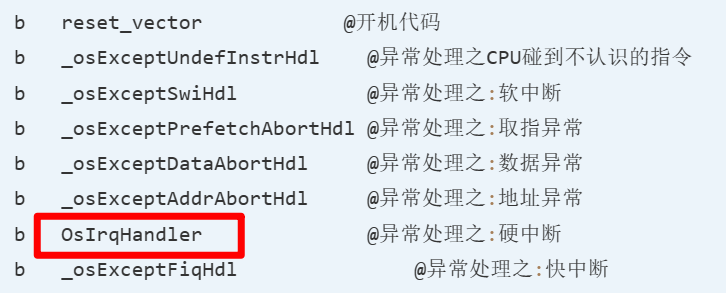 b reset_vector @开机代码
b _osExceptUndefInstrHdl @异常处理之CPU碰到不认识的指令
b _osExceptSwiHdl @异常处理之:软中断
b _osExceptPrefetchAbortHdl @异常处理之:取指异常
b _osExceptDataAbortHdl @异常处理之:数据异常
b _osExceptAddrAbortHdl @异常处理之:地址异常
b OsIrqHandler @异常处理之:硬中断
b _osExceptFiqHdl @异常处理之:快中断